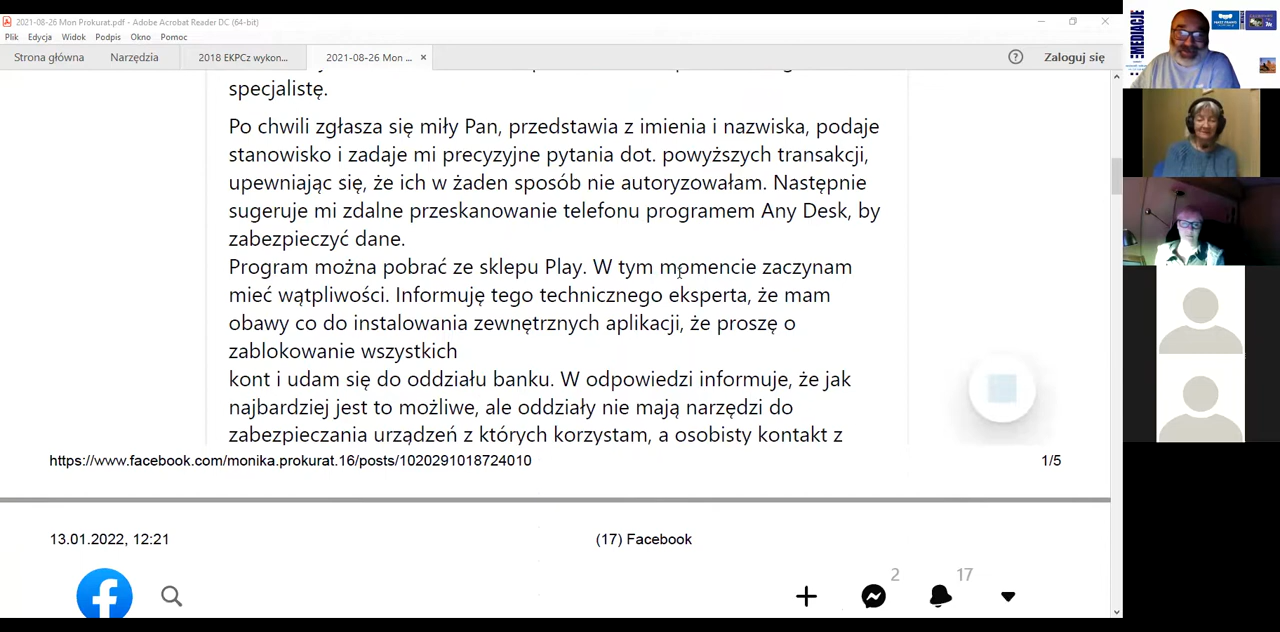 2021-08-26 Mon Prokurat.pdf - Adobe Acrobat Reader DC (64-bit)
Plik Edycja Widok Podpis Okno Pomoc
Strona główna Narzędzia 2018 EKPCz wykon... 2021-08-26 Mon ... Zaloguj się
specjalistę.
Po chwili zgłasza się miły Pan, przedstawia z imienia i nazwiska, podaje
stanowisko i zadaje mi precyzyjne pytania dot. powyższych transakcji,
upewniając się, że ich w żaden sposób nie autoryzowałam. Następnie
sugeruje mi zdalne przeskanowanie telefonu programem Any Desk, by
zabezpieczyć dane.
Program można pobrać ze sklepu Play. W tym momencie zaczynam
mieć wątpliwości. Informuję tego technicznego eksperta, że mam
obawy co do instalowania zewnętrznych aplikacji, że proszę o
zablokowanie wszystkich
kont i udam się do oddziału banku. W odpowiedzi informuje, że jak
najbardziej jest to możliwe, ale oddziały nie mają narzędzi do
zabezpieczania urządzeń z których korzystam, a osobisty kontakt z
https://www.facebook.com/monika.prokurat.16/posts/1020291018724010 1/5
13.01.2022, 12:21 (17) Facebook
2 17
MEDIACJE